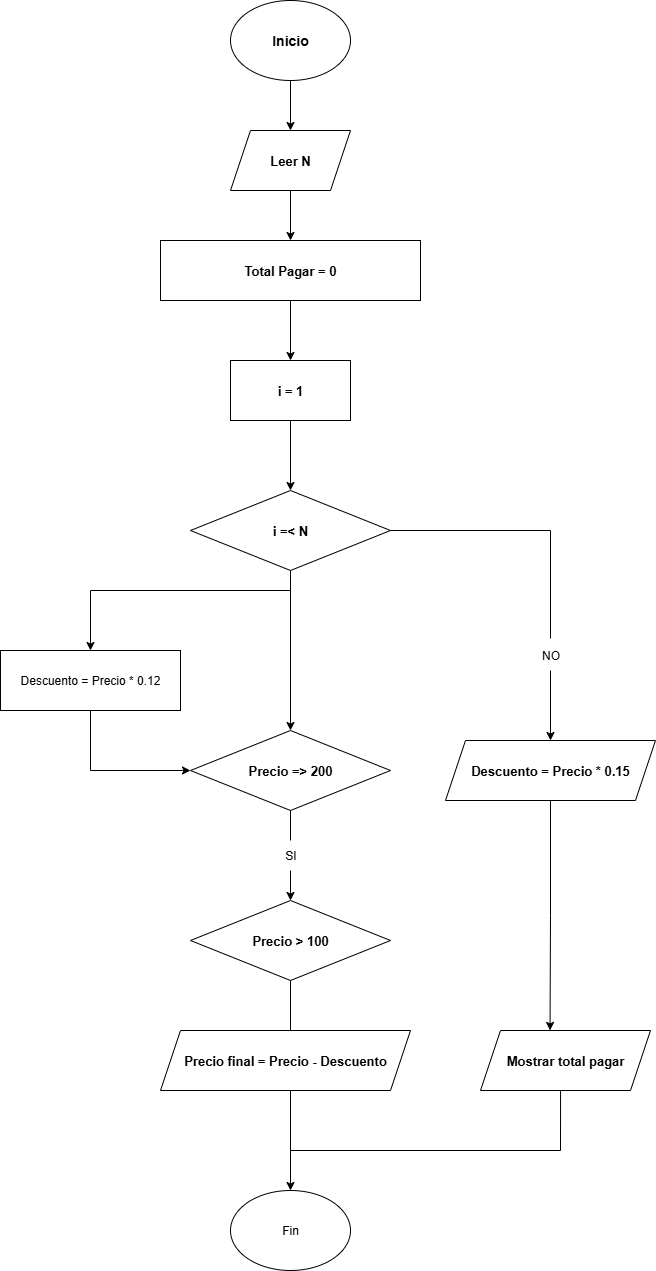 Inicio
Leer N
Total Pagar = 0
i = 1
i =< N
NO
Descuento = Precio * 0.12
Precio => 200
Descuento = Precio * 0.15
SI
Precio > 100
Precio final = Precio - Descuento
Mostrar total pagar
Fin